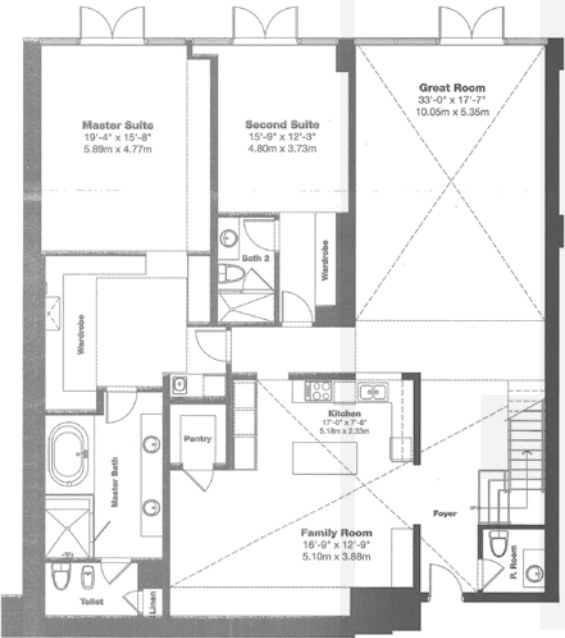 Master Suite
19'-4" x 15'-8"
5.89m x 4.77m
Second Suite
15'-9" x 12'-3"
4.80m x 3.73m
Great Room
33'-0" x 17'-7"
10.05m x 5.35m
Bath 2
Wardrobe
Wardrobe
Kitchen
17'-0" x 7'-8"
5.18m x 2.33m
Pantry
Master Bath
Family Room
16'-9" x 12'-9"
5.10m x 3.88m
Foyer
P. Room
Toilet
Linen